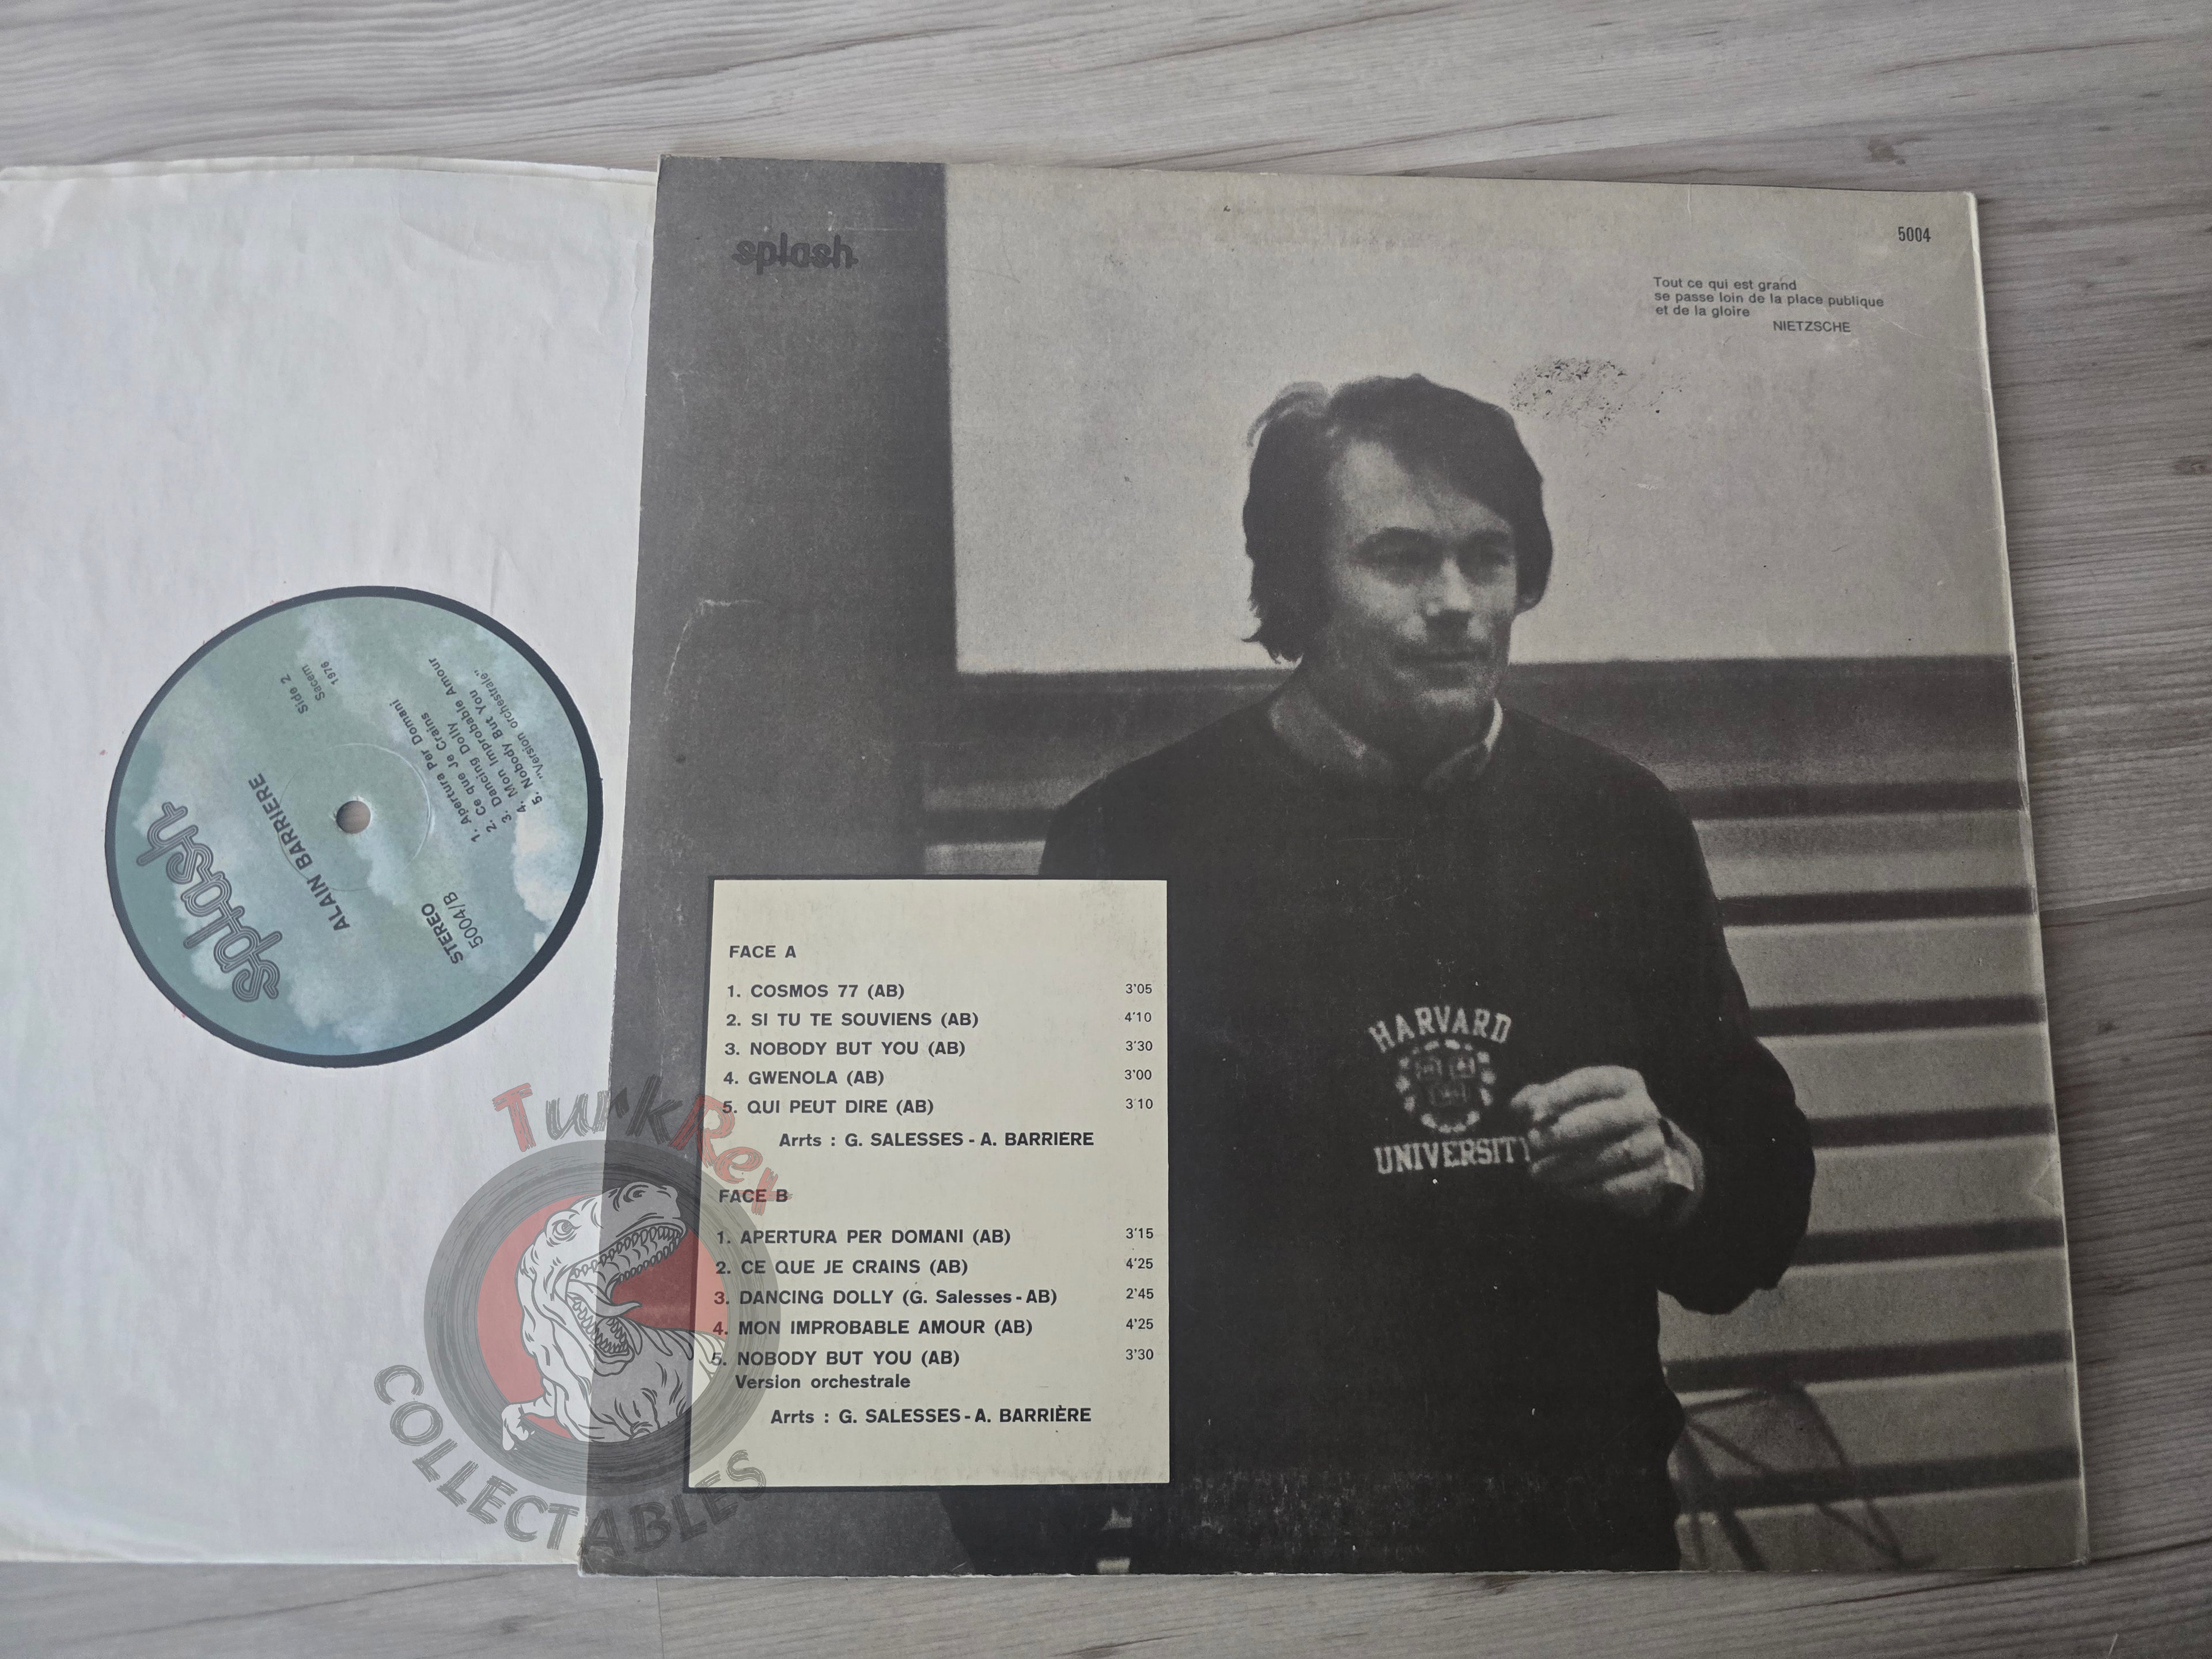 splash
5004
Tout ce qui est grand
se passe loin de la place publique
et de la gloire
NIETZSCHE
HARVARD
UNIVERSITY
FACE A
1. COSMOS 77 (AB) 3'05
2. SI TU TE SOUVIENS (AB) 4'10
3. NOBODY BUT YOU (AB) 3'30
4. GWENOLA (AB) 3'00
5. QUI PEUT DIRE (AB) 3'10
Arrts : G. SALESSES - A. BARRIÈRE
FACE B
1. APERTURA PER DOMANI (AB) 3'15
2. CE QUE JE CRAINS (AB) 4'25
3. DANCING DOLLY (G. Salesses - AB) 2'45
4. MON IMPROBABLE AMOUR (AB) 4'25
5. NOBODY BUT YOU (AB) 3'30
Version orchestrale
Arrts : G. SALESSES - A. BARRIÈRE
splash
ALAIN BARRIERE
STEREO
5004/B
Side 2
Sacem
1976
1. Apertura Per Domani
2. Ce que Je Crains
3. Dancing Dolly
4. Mon Improbable Amour
5. Nobody But You
"Version orchestrale"
TurkRex
COLLECTABLES